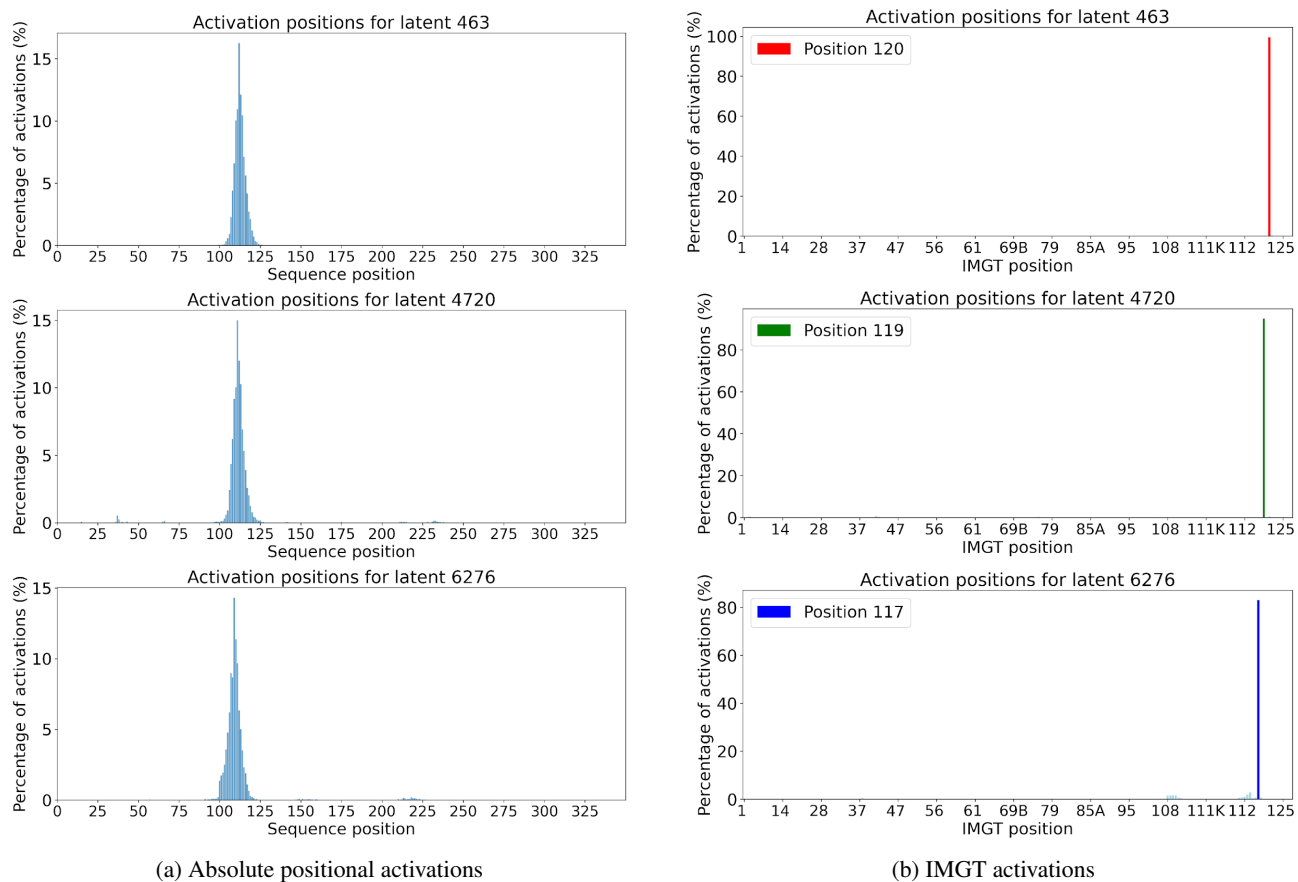 Activation positions for latent 463
Percentage of activations (%)
15
10
5
0
0 25 50 75 100 125 150 175 200 225 250 275 300 325
Sequence position
Activation positions for latent 463
Percentage of activations (%)
Position 120
100
80
60
40
20
0
1 14 28 37 47 56 61 69B 79 85A 95 108 111K 112 125
IMGT position
Activation positions for latent 4720
Percentage of activations (%)
15
10
5
0
0 25 50 75 100 125 150 175 200 225 250 275 300 325
Sequence position
Activation positions for latent 4720
Percentage of activations (%)
Position 119
80
60
40
20
0
1 14 28 37 47 56 61 69B 79 85A 95 108 111K 112 125
IMGT position
Activation positions for latent 6276
Percentage of activations (%)
15
10
5
0
0 25 50 75 100 125 150 175 200 225 250 275 300 325
Sequence position
Activation positions for latent 6276
Percentage of activations (%)
Position 117
80
60
40
20
0
1 14 28 37 47 56 61 69B 79 85A 95 108 111K 112 125
IMGT position
(a) Absolute positional activations
(b) IMGT activations